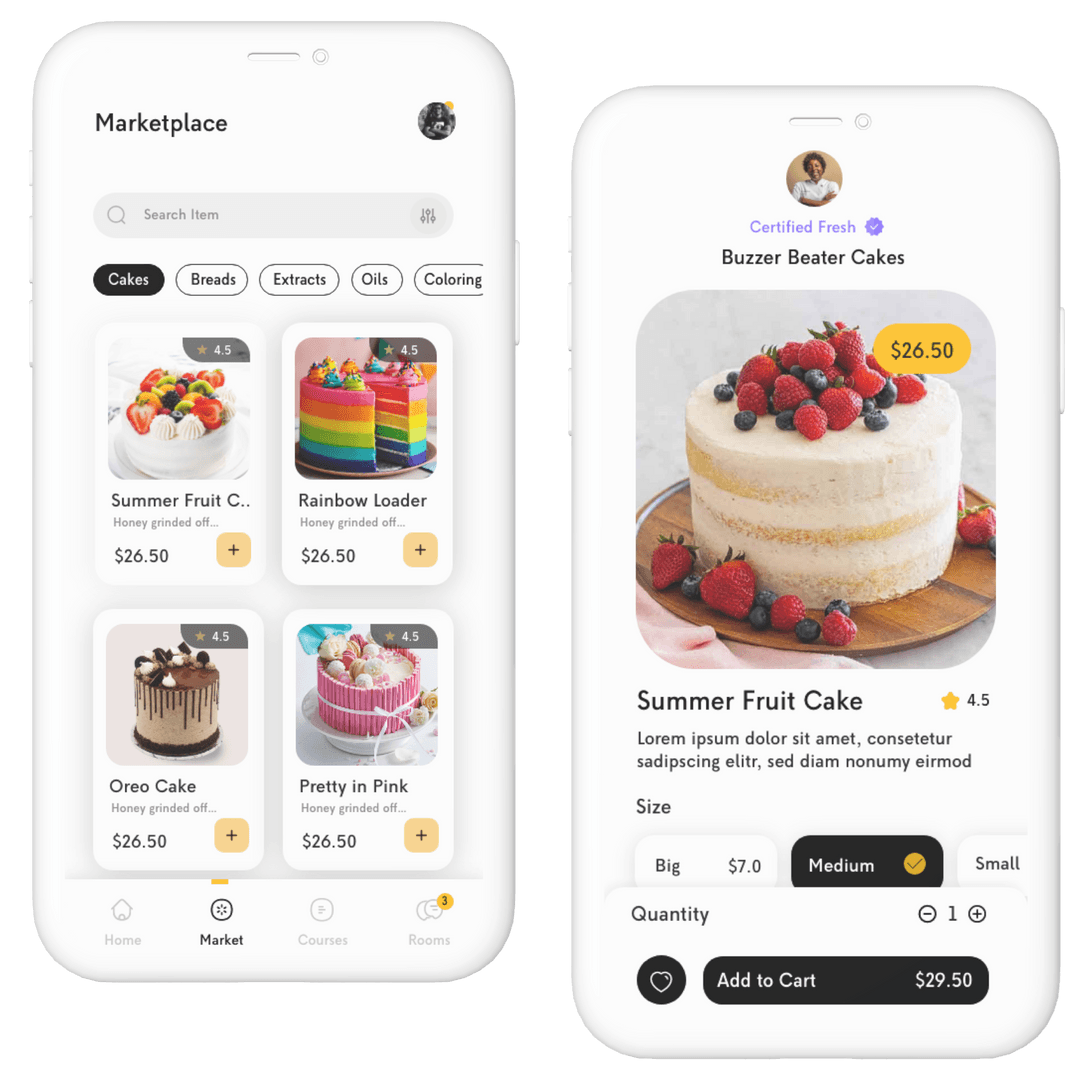 Marketplace
Search Item
Cakes Breads Extracts Oils Coloring
4.5 4.5
Summer Fruit C.. Rainbow Loader
Honey grinded off... Honey grinded off...
$26.50 + $26.50 +
4.5 4.5
Oreo Cake Pretty in Pink
Honey grinded off... Honey grinded off...
$26.50 + $26.50 +
3
Home Market Courses Rooms
Certified Fresh
Buzzer Beater Cakes
$26.50
Summer Fruit Cake 4.5
Lorem ipsum dolor sit amet, consetetur
sadipscing elitr, sed diam nonumy eirmod
Size
Big $7.0 Medium Small
Quantity 1
Add to Cart $29.50